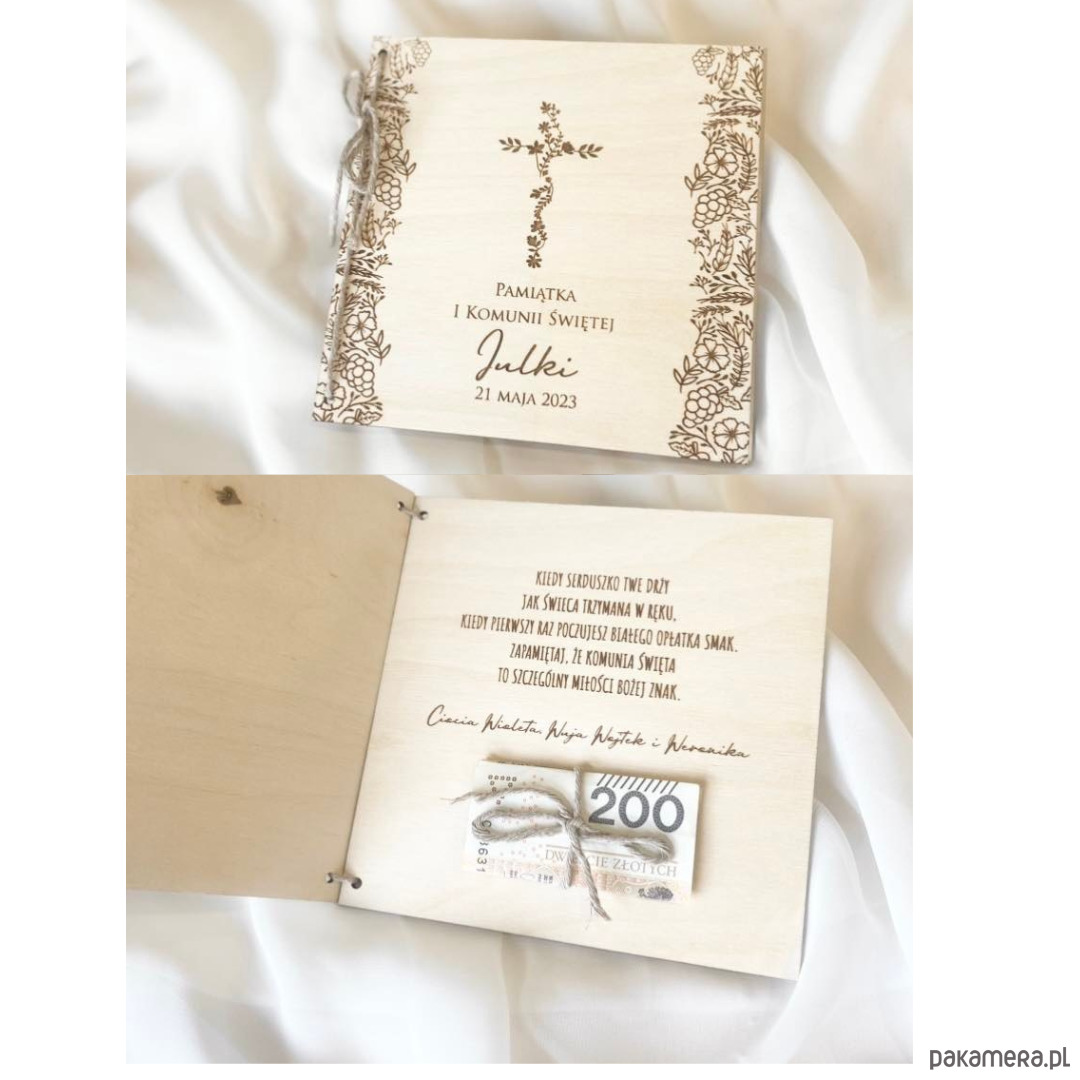 Pamiątka
I Komunii Świętej
Julki
21 maja 2023
KIEDY SERDUSZKO TWE DRŻY
JAK ŚWIECA TRZYMANA W RĘKU,
KIEDY PIERWSZY RAZ POCZUJESZ BIAŁEGO OPŁATKA SMAK.
ZAPAMIĘTAJ, ŻE KOMUNIA ŚWIĘTA
TO SZCZEGÓLNY MIŁOŚCI BOŻEJ ZNAK.
Ciocia Wioleta, Wuja Wojtek i Weronika
200
ZŁOTYCH
pakamera.pl